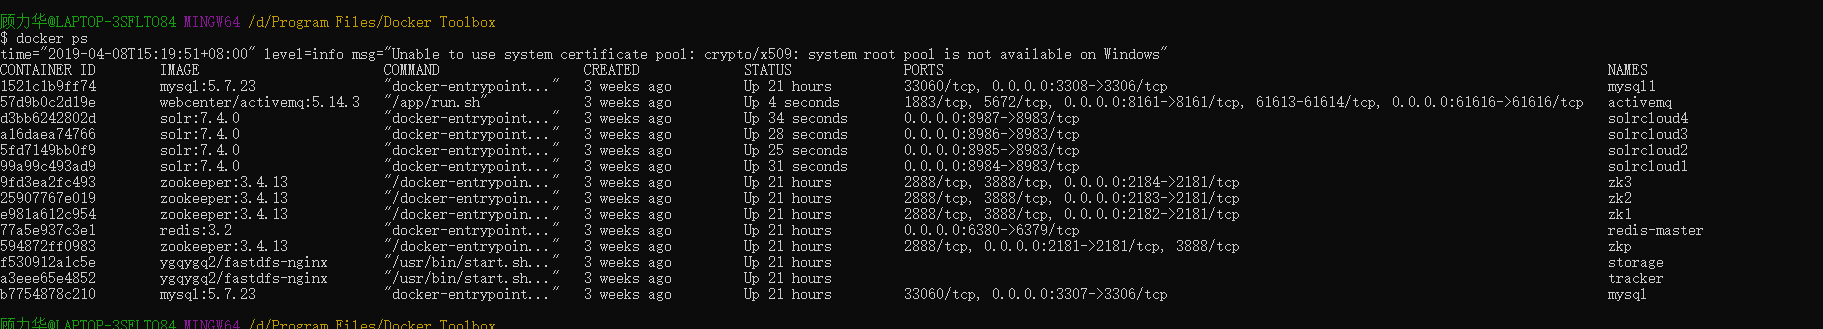 顾力华@LAPTOP-3SFLTO84 MINGW64 /d/Program Files/Docker Toolbox
$ docker ps
time="2019-04-08T15:19:51+08:00" level=info msg="Unable to use system certificate pool: crypto/x509: system root pool is not available on Windows"
CONTAINER ID        IMAGE                       COMMAND                  CREATED             STATUS              PORTS                                                                                   NAMES
1521c1b9ff74        mysql:5.7.23                "docker-entrypoint..."   3 weeks ago         Up 21 hours         33060/tcp, 0.0.0.0:3308->3306/tcp                                                       mysql1
57d9b0c2d19e        webcenter/activemq:5.14.3   "/app/run.sh"            3 weeks ago         Up 4 seconds        1883/tcp, 5672/tcp, 0.0.0.0:8161->8161/tcp, 61613-61614/tcp, 0.0.0.0:61616->61616/tcp   activemq
d3bb6242802d        solr:7.4.0                  "docker-entrypoint..."   3 weeks ago         Up 34 seconds       0.0.0.0:8987->8983/tcp                                                                  solrcloud4
a16daea74766        solr:7.4.0                  "docker-entrypoint..."   3 weeks ago         Up 28 seconds       0.0.0.0:8986->8983/tcp                                                                  solrcloud3
5fd7149bb0f9        solr:7.4.0                  "docker-entrypoint..."   3 weeks ago         Up 25 seconds       0.0.0.0:8985->8983/tcp                                                                  solrcloud2
99a99c493ad9        solr:7.4.0                  "docker-entrypoint..."   3 weeks ago         Up 31 seconds       0.0.0.0:8984->8983/tcp                                                                  solrcloud1
9fd3ea2fc493        zookeeper:3.4.13            "/docker-entrypoin..."   3 weeks ago         Up 21 hours         2888/tcp, 3888/tcp, 0.0.0.0:2184->2181/tcp                                              zk3
25907767e019        zookeeper:3.4.13            "/docker-entrypoin..."   3 weeks ago         Up 21 hours         2888/tcp, 3888/tcp, 0.0.0.0:2183->2181/tcp                                              zk2
e981a612c954        zookeeper:3.4.13            "/docker-entrypoin..."   3 weeks ago         Up 21 hours         2888/tcp, 3888/tcp, 0.0.0.0:2182->2181/tcp                                              zk1
77a5e937c3e1        redis:3.2                   "docker-entrypoint..."   3 weeks ago         Up 21 hours         0.0.0.0:6380->6379/tcp                                                                  redis-master
594872ff0983        zookeeper:3.4.13            "/docker-entrypoin..."   3 weeks ago         Up 21 hours         2888/tcp, 0.0.0.0:2181->2181/tcp, 3888/tcp                                              zkp
f530912a1c5e        ygqygq2/fastdfs-nginx       "/usr/bin/start.sh..."   3 weeks ago         Up 21 hours                                                                                                 storage
a3eee65e4852        ygqygq2/fastdfs-nginx       "/usr/bin/start.sh..."   3 weeks ago         Up 21 hours                                                                                                 tracker
b7754878c210        mysql:5.7.23                "docker-entrypoint..."   3 weeks ago         Up 21 hours         33060/tcp, 0.0.0.0:3307->3306/tcp                                                       mysql
顾力华@LAPTOP-3SFLTO84 MINGW64 /d/Program Files/Docker Toolbox